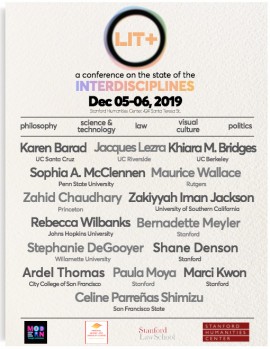 LIT+
a conference on the state of the
INTERDISCIPLINES
Dec 05-06, 2019
Stanford Humanities Center, 424 Santa Teresa St.
philosophy science & technology law visual culture politics
Karen Barad Jacques Lezra Khiara M. Bridges
UC Santa Cruz UC Riverside UC Berkeley
Sophia A. McClennen Maurice Wallace
Penn State University Rutgers
Zahid Chaudhary Zakiyyah Iman Jackson
Princeton University of Southern California
Rebecca Wilbanks Bernadette Meyler
Johns Hopkins University Stanford
Stephanie DeGooyer Shane Denson
Willamette University Stanford
Ardel Thomas Paula Moya Marci Kwon
City College of San Francisco Stanford Stanford
Celine Parreñas Shimizu
San Francisco State
Stanford
Law School
STANFORD
HUMANITIES
CENTER